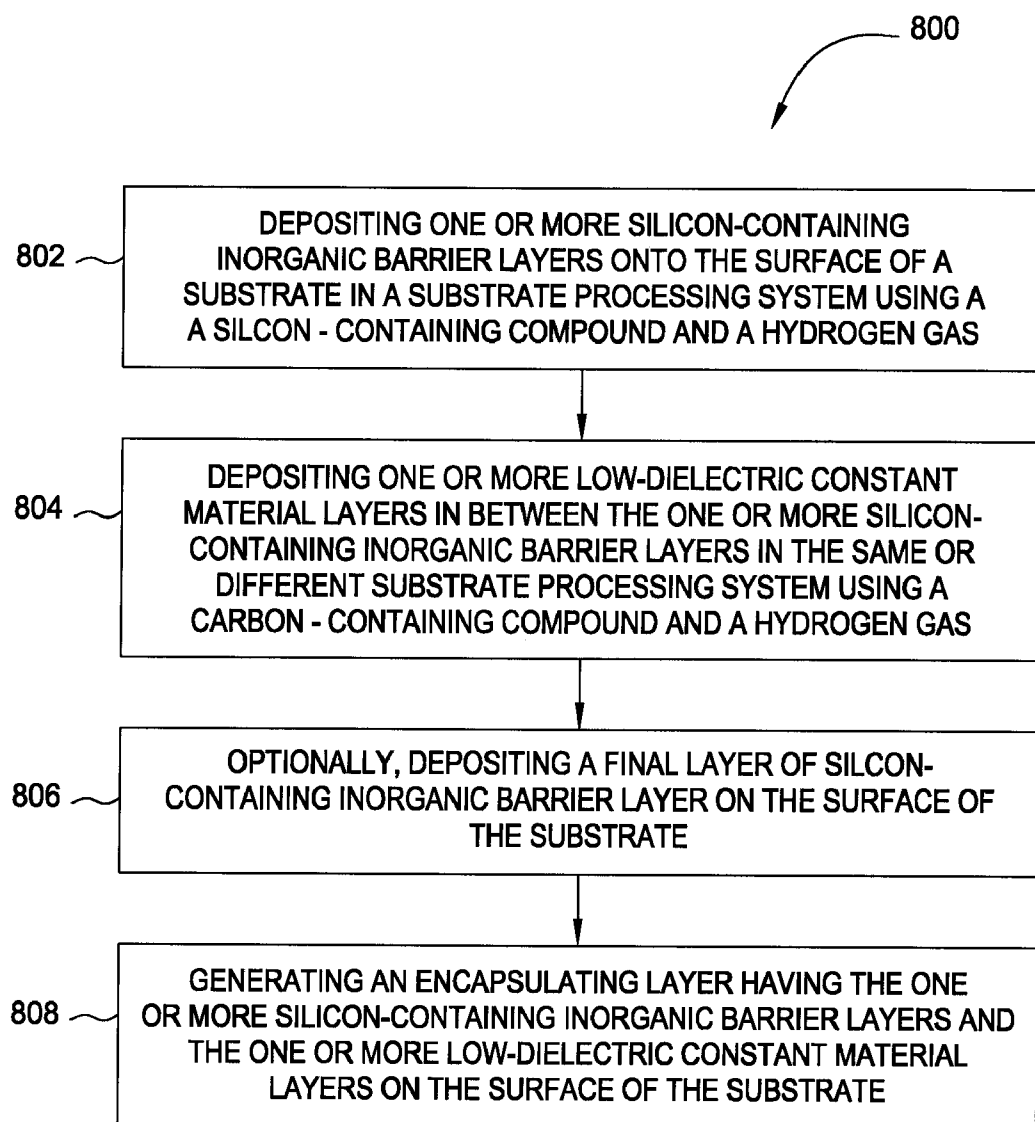 800
802
DEPOSITING ONE OR MORE SILICON-CONTAINING
INORGANIC BARRIER LAYERS ONTO THE SURFACE OF A
SUBSTRATE IN A SUBSTRATE PROCESSING SYSTEM USING A
A SILCON - CONTAINING COMPOUND AND A HYDROGEN GAS
804
DEPOSITING ONE OR MORE LOW-DIELECTRIC CONSTANT
MATERIAL LAYERS IN BETWEEN THE ONE OR MORE SILICON-
CONTAINING INORGANIC BARRIER LAYERS IN THE SAME OR
DIFFERENT SUBSTRATE PROCESSING SYSTEM USING A
CARBON - CONTAINING COMPOUND AND A HYDROGEN GAS
806
OPTIONALLY, DEPOSITING A FINAL LAYER OF SILCON-
CONTAINING INORGANIC BARRIER LAYER ON THE SURFACE OF
THE SUBSTRATE
808
GENERATING AN ENCAPSULATING LAYER HAVING THE ONE
OR MORE SILICON-CONTAINING INORGANIC BARRIER LAYERS AND
THE ONE OR MORE LOW-DIELECTRIC CONSTANT MATERIAL
LAYERS ON THE SURFACE OF THE SUBSTRATE